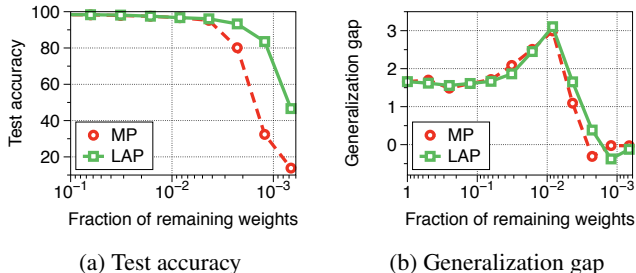 100
80
60
40
20
Test accuracy
MP
LAP
10⁻¹
10⁻²
10⁻³
Fraction of remaining weights
(a) Test accuracy
3
2
1
0
Generalization gap
MP
LAP
1
10⁻¹
10⁻²
10⁻³
Fraction of remaining weights
(b) Generalization gap